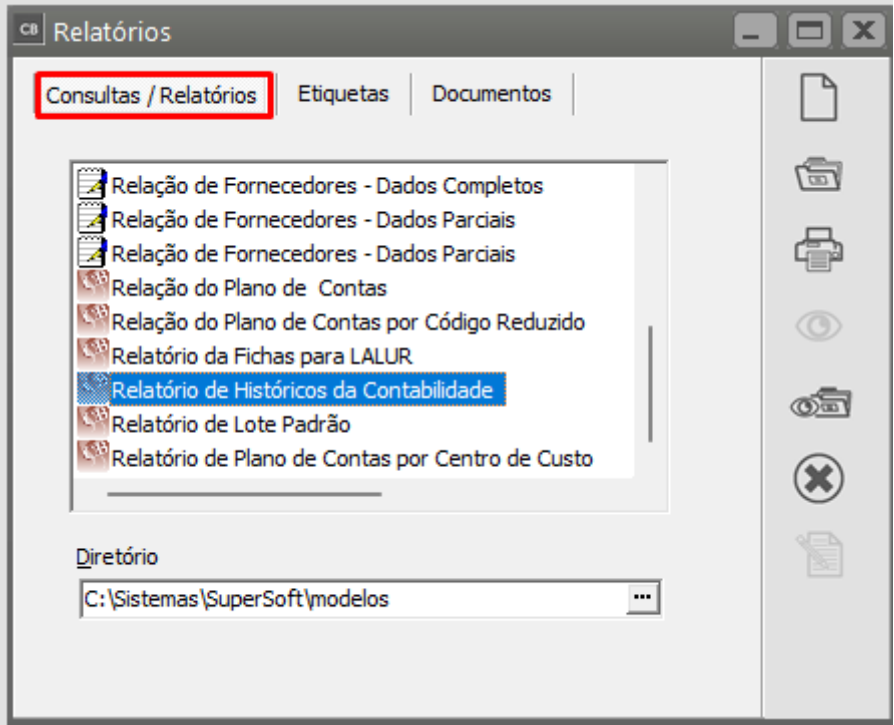 CB Relatórios
Consultas / Relatórios Etiquetas Documentos
Relação de Fornecedores - Dados Completos
Relação de Fornecedores - Dados Parciais
Relação de Fornecedores - Dados Parciais
Relação do Plano de  Contas
Relação do Plano de Contas por Código Reduzido
Relatório da Fichas para LALUR
Relatório de Históricos da Contabilidade
Relatório de Lote Padrão
Relatório de Plano de Contas por Centro de Custo
Diretório
C:\Sistemas\SuperSoft\modelos ...